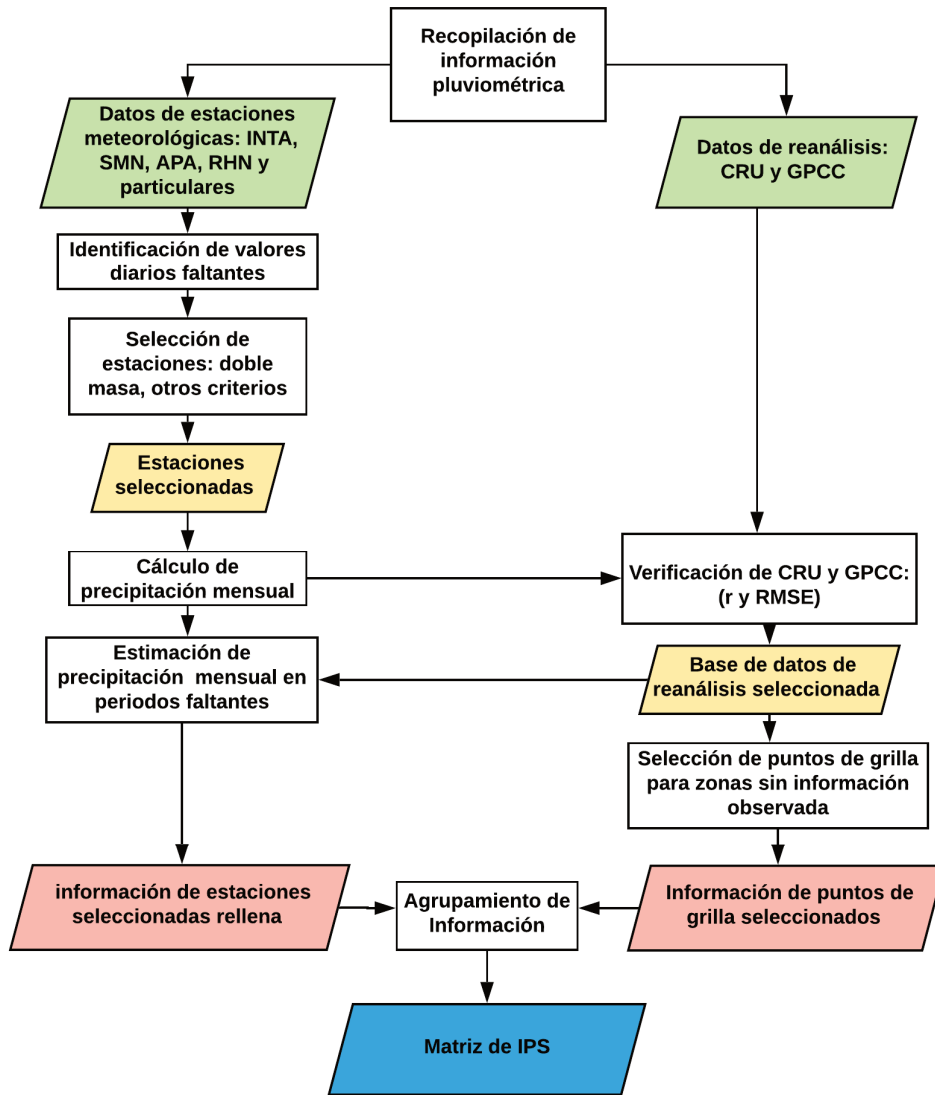 Recopilación de
información
pluviométrica
Datos de estaciones
meteorológicas: INTA,
SMN, APA, RHN y
particulares
Datos de reanálisis:
CRU y GPCC
Identificación de valores
diarios faltantes
Selección de
estaciones: doble
masa, otros criterios
Estaciones
seleccionadas
Cálculo de
precipitación mensual
Verificación de CRU y GPCC:
(r y RMSE)
Estimación de
precipitación mensual en
periodos faltantes
Base de datos de
reanálisis seleccionada
Selección de puntos de grilla
para zonas sin información
observada
información de estaciones
seleccionadas rellena
Agrupamiento de
Información
Información de puntos de
grilla seleccionados
Matriz de IPS